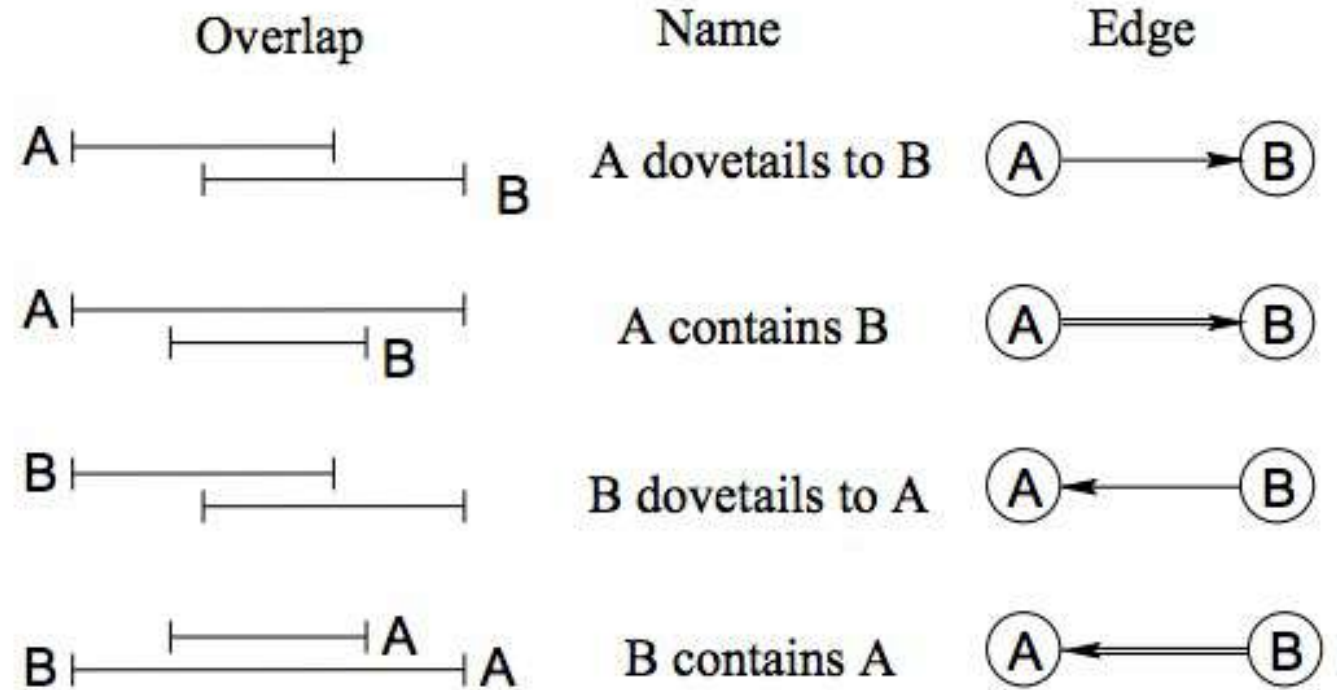 Overlap Name Edge
A A dovetails to B A B
B
A A contains B A B
B
B B dovetails to A A B
A
B A B contains A A B